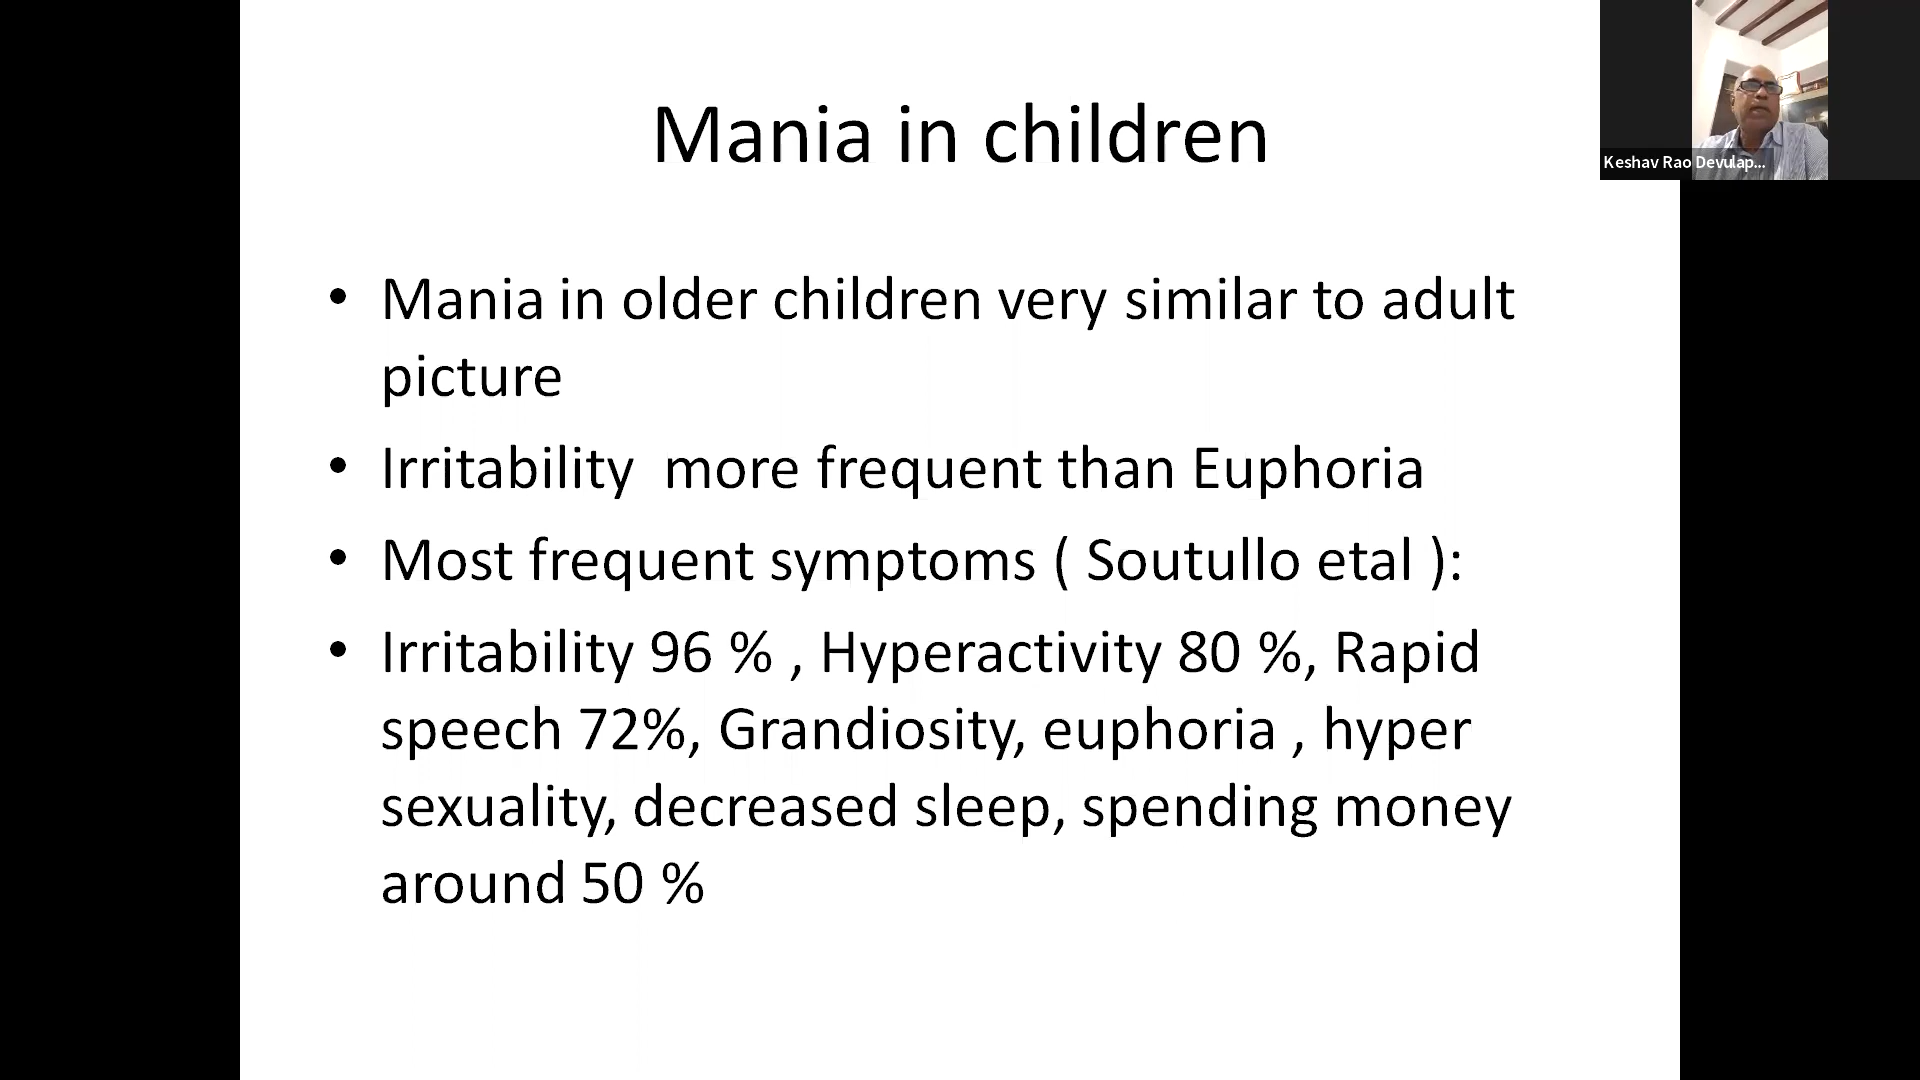 Mania in children
Keshav Rao Devulap...
• Mania in older children very similar to adult
picture
• Irritability  more frequent than Euphoria
• Most frequent symptoms ( Soutullo etal ):
• Irritability 96 % , Hyperactivity 80 %, Rapid
speech 72%, Grandiosity, euphoria , hyper
sexuality, decreased sleep, spending money
around 50 %